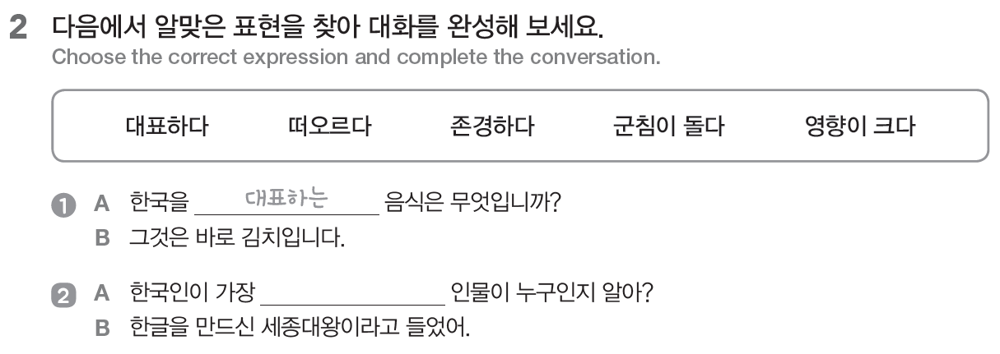 2 다음에서 알맞은 표현을 찾아 대화를 완성해 보세요.
Choose the correct expression and complete the conversation.
대표하다 떠오르다 존경하다 군침이 돌다 영향이 크다
1 A 한국을 대표하는 음식은 무엇입니까?
B 그것은 바로 김치입니다.
2 A 한국인이 가장 인물이 누구인지 알아?
B 한글을 만드신 세종대왕이라고 들었어.